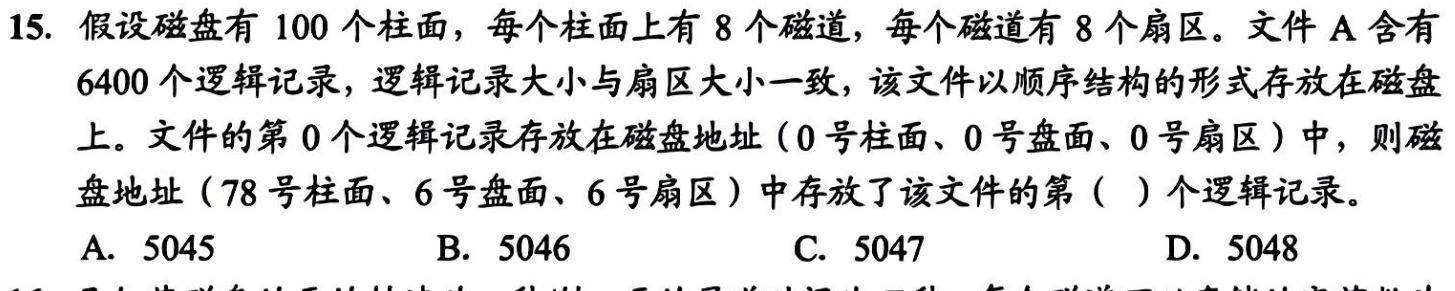 15. 假设磁盘有 100 个柱面，每个柱面上有 8 个磁道，每个磁道有 8 个扇区。文件 A 含有
6400 个逻辑记录，逻辑记录大小与扇区大小一致，该文件以顺序结构的形式存放在磁盘
上。文件的第 0 个逻辑记录存放在磁盘地址（0 号柱面、0 号盘面、0 号扇区）中，则磁
盘地址（78 号柱面、6 号盘面、6 号扇区）中存放了该文件的第（ ）个逻辑记录。
A. 5045 B. 5046 C. 5047 D. 5048